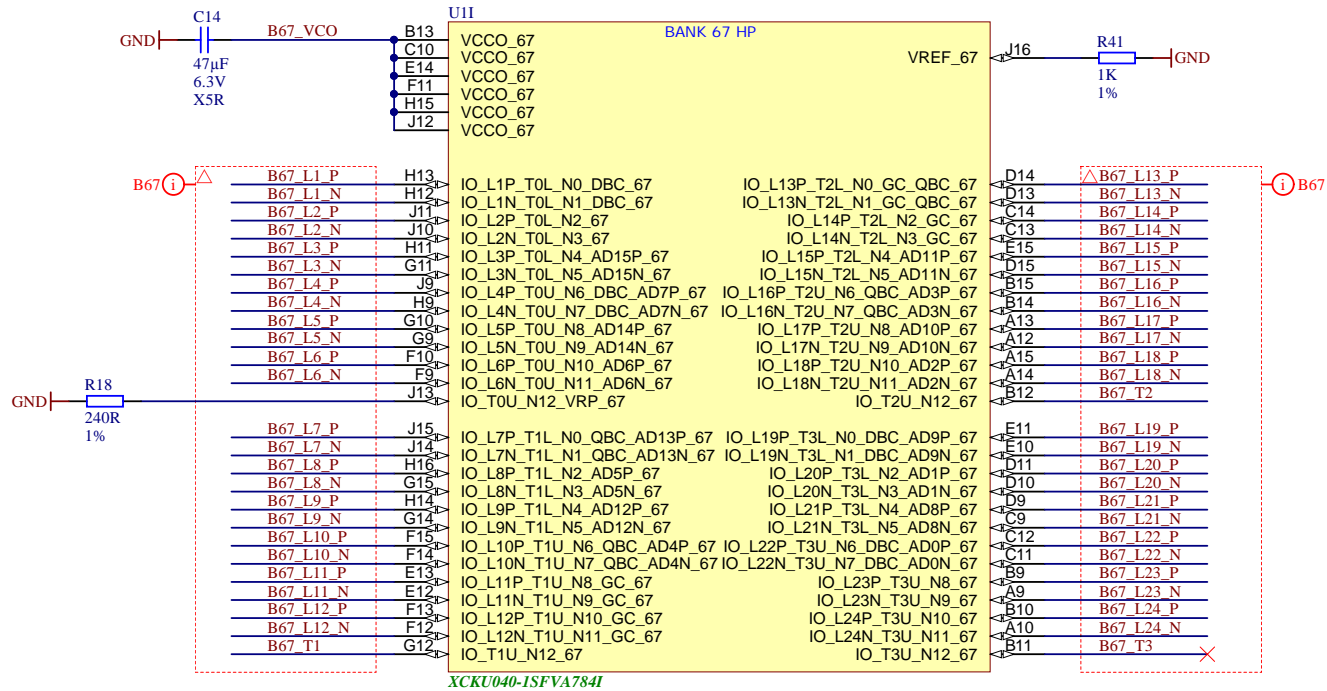 U1I
BANK 67 HP
C14
GND
47µF
6.3V
X5R
B67_VCO
B13 VCCO_67
C10 VCCO_67
E14 VCCO_67
F11 VCCO_67
H15 VCCO_67
J12 VCCO_67
VREF_67 J16
R41
1K
1%
GND
B67 i
i B67
B67_L1_P H13 IO_L1P_T0L_N0_DBC_67 IO_L13P_T2L_N0_GC_QBC_67 D14 B67_L13_P
B67_L1_N H12 IO_L1N_T0L_N1_DBC_67 IO_L13N_T2L_N1_GC_QBC_67 D13 B67_L13_N
B67_L2_P J11 IO_L2P_T0L_N2_67 IO_L14P_T2L_N2_GC_67 C14 B67_L14_P
B67_L2_N J10 IO_L2N_T0L_N3_67 IO_L14N_T2L_N3_GC_67 C13 B67_L14_N
B67_L3_P H11 IO_L3P_T0L_N4_AD15P_67 IO_L15P_T2L_N4_AD11P_67 E15 B67_L15_P
B67_L3_N G11 IO_L3N_T0L_N5_AD15N_67 IO_L15N_T2L_N5_AD11N_67 D15 B67_L15_N
B67_L4_P J9 IO_L4P_T0U_N6_DBC_AD7P_67 IO_L16P_T2U_N6_QBC_AD3P_67 B15 B67_L16_P
B67_L4_N H9 IO_L4N_T0U_N7_DBC_AD7N_67 IO_L16N_T2U_N7_QBC_AD3N_67 B14 B67_L16_N
B67_L5_P G10 IO_L5P_T0U_N8_AD14P_67 IO_L17P_T2U_N8_AD10P_67 A13 B67_L17_P
B67_L5_N G9 IO_L5N_T0U_N9_AD14N_67 IO_L17N_T2U_N9_AD10N_67 A12 B67_L17_N
B67_L6_P F10 IO_L6P_T0U_N10_AD6P_67 IO_L18P_T2U_N10_AD2P_67 A15 B67_L18_P
B67_L6_N F9 IO_L6N_T0U_N11_AD6N_67 IO_L18N_T2U_N11_AD2N_67 A14 B67_L18_N
J13 IO_T0U_N12_VRP_67 IO_T2U_N12_67 B12 B67_T2
R18
GND
240R
1%
B67_L7_P J15 IO_L7P_T1L_N0_QBC_AD13P_67 IO_L19P_T3L_N0_DBC_AD9P_67 E11 B67_L19_P
B67_L7_N J14 IO_L7N_T1L_N1_QBC_AD13N_67 IO_L19N_T3L_N1_DBC_AD9N_67 E10 B67_L19_N
B67_L8_P H16 IO_L8P_T1L_N2_AD5P_67 IO_L20P_T3L_N2_AD1P_67 D11 B67_L20_P
B67_L8_N G15 IO_L8N_T1L_N3_AD5N_67 IO_L20N_T3L_N3_AD1N_67 D10 B67_L20_N
B67_L9_P H14 IO_L9P_T1L_N4_AD12P_67 IO_L21P_T3L_N4_AD8P_67 D9 B67_L21_P
B67_L9_N G14 IO_L9N_T1L_N5_AD12N_67 IO_L21N_T3L_N5_AD8N_67 C9 B67_L21_N
B67_L10_P F15 IO_L10P_T1U_N6_QBC_AD4P_67 IO_L22P_T3U_N6_DBC_AD0P_67 C12 B67_L22_P
B67_L10_N F14 IO_L10N_T1U_N7_QBC_AD4N_67 IO_L22N_T3U_N7_DBC_AD0N_67 C11 B67_L22_N
B67_L11_P E13 IO_L11P_T1U_N8_GC_67 IO_L23P_T3U_N8_67 B9 B67_L23_P
B67_L11_N E12 IO_L11N_T1U_N9_GC_67 IO_L23N_T3U_N9_67 A9 B67_L23_N
B67_L12_P F13 IO_L12P_T1U_N10_GC_67 IO_L24P_T3U_N10_67 B10 B67_L24_P
B67_L12_N F12 IO_L12N_T1U_N11_GC_67 IO_L24N_T3U_N11_67 A10 B67_L24_N
B67_T1 G12 IO_T1U_N12_67 IO_T3U_N12_67 B11 B67_T3
XCKU040-1SFVA784I